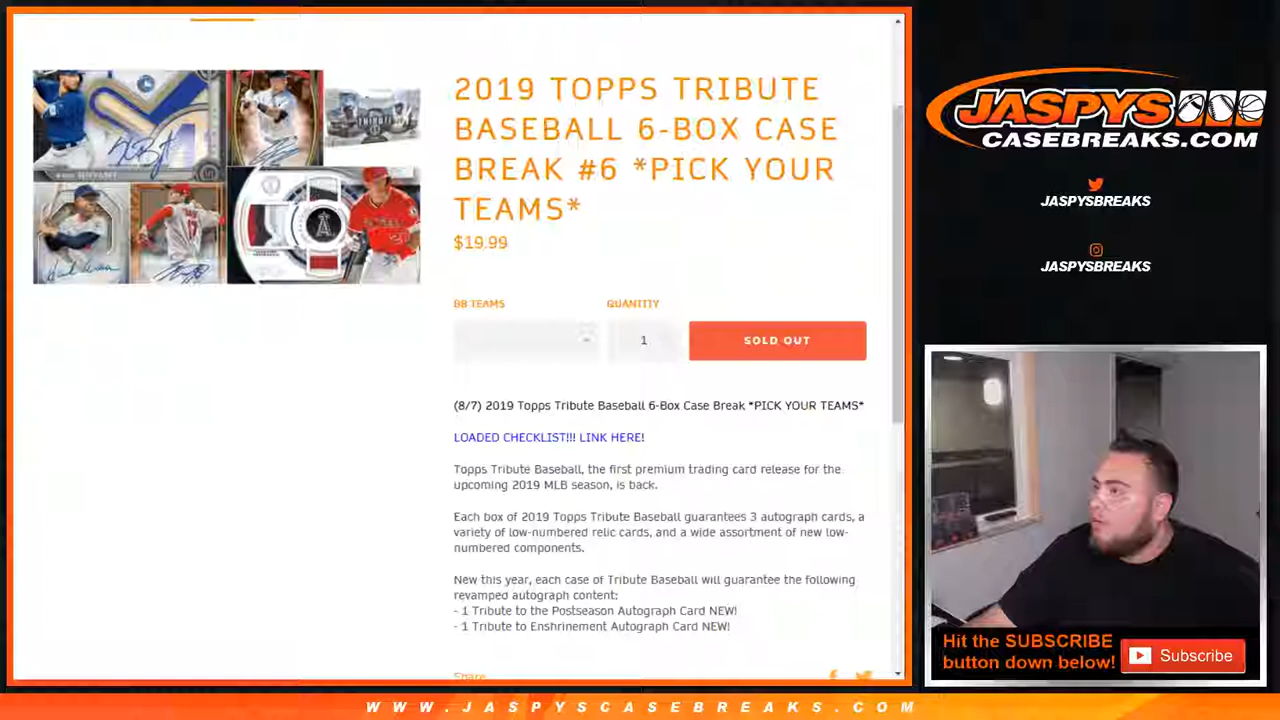 2019 TOPPS TRIBUTE
BASEBALL 6-BOX CASE
BREAK #6 *PICK YOUR
TEAMS*
$19.99
BB TEAMS
QUANTITY
1
SOLD OUT
(8/7) 2019 Topps Tribute Baseball 6-Box Case Break *PICK YOUR TEAMS*
LOADED CHECKLIST!!! LINK HERE!
Topps Tribute Baseball, the first premium trading card release for the
upcoming 2019 MLB season, is back.
Each box of 2019 Topps Tribute Baseball guarantees 3 autograph cards, a
variety of low-numbered relic cards, and a wide assortment of new low-
numbered components.
New this year, each case of Tribute Baseball will guarantee the following
revamped autograph content:
- 1 Tribute to the Postseason Autograph Card NEW!
- 1 Tribute to Enshrinement Autograph Card NEW!
Share
JASPYS
CASEBREAKS.COM
JASPYSBREAKS
JASPYSBREAKS
Hit the SUBSCRIBE
button down below!
Subscribe
WWW.JASPYSCASEBREAKS.COM